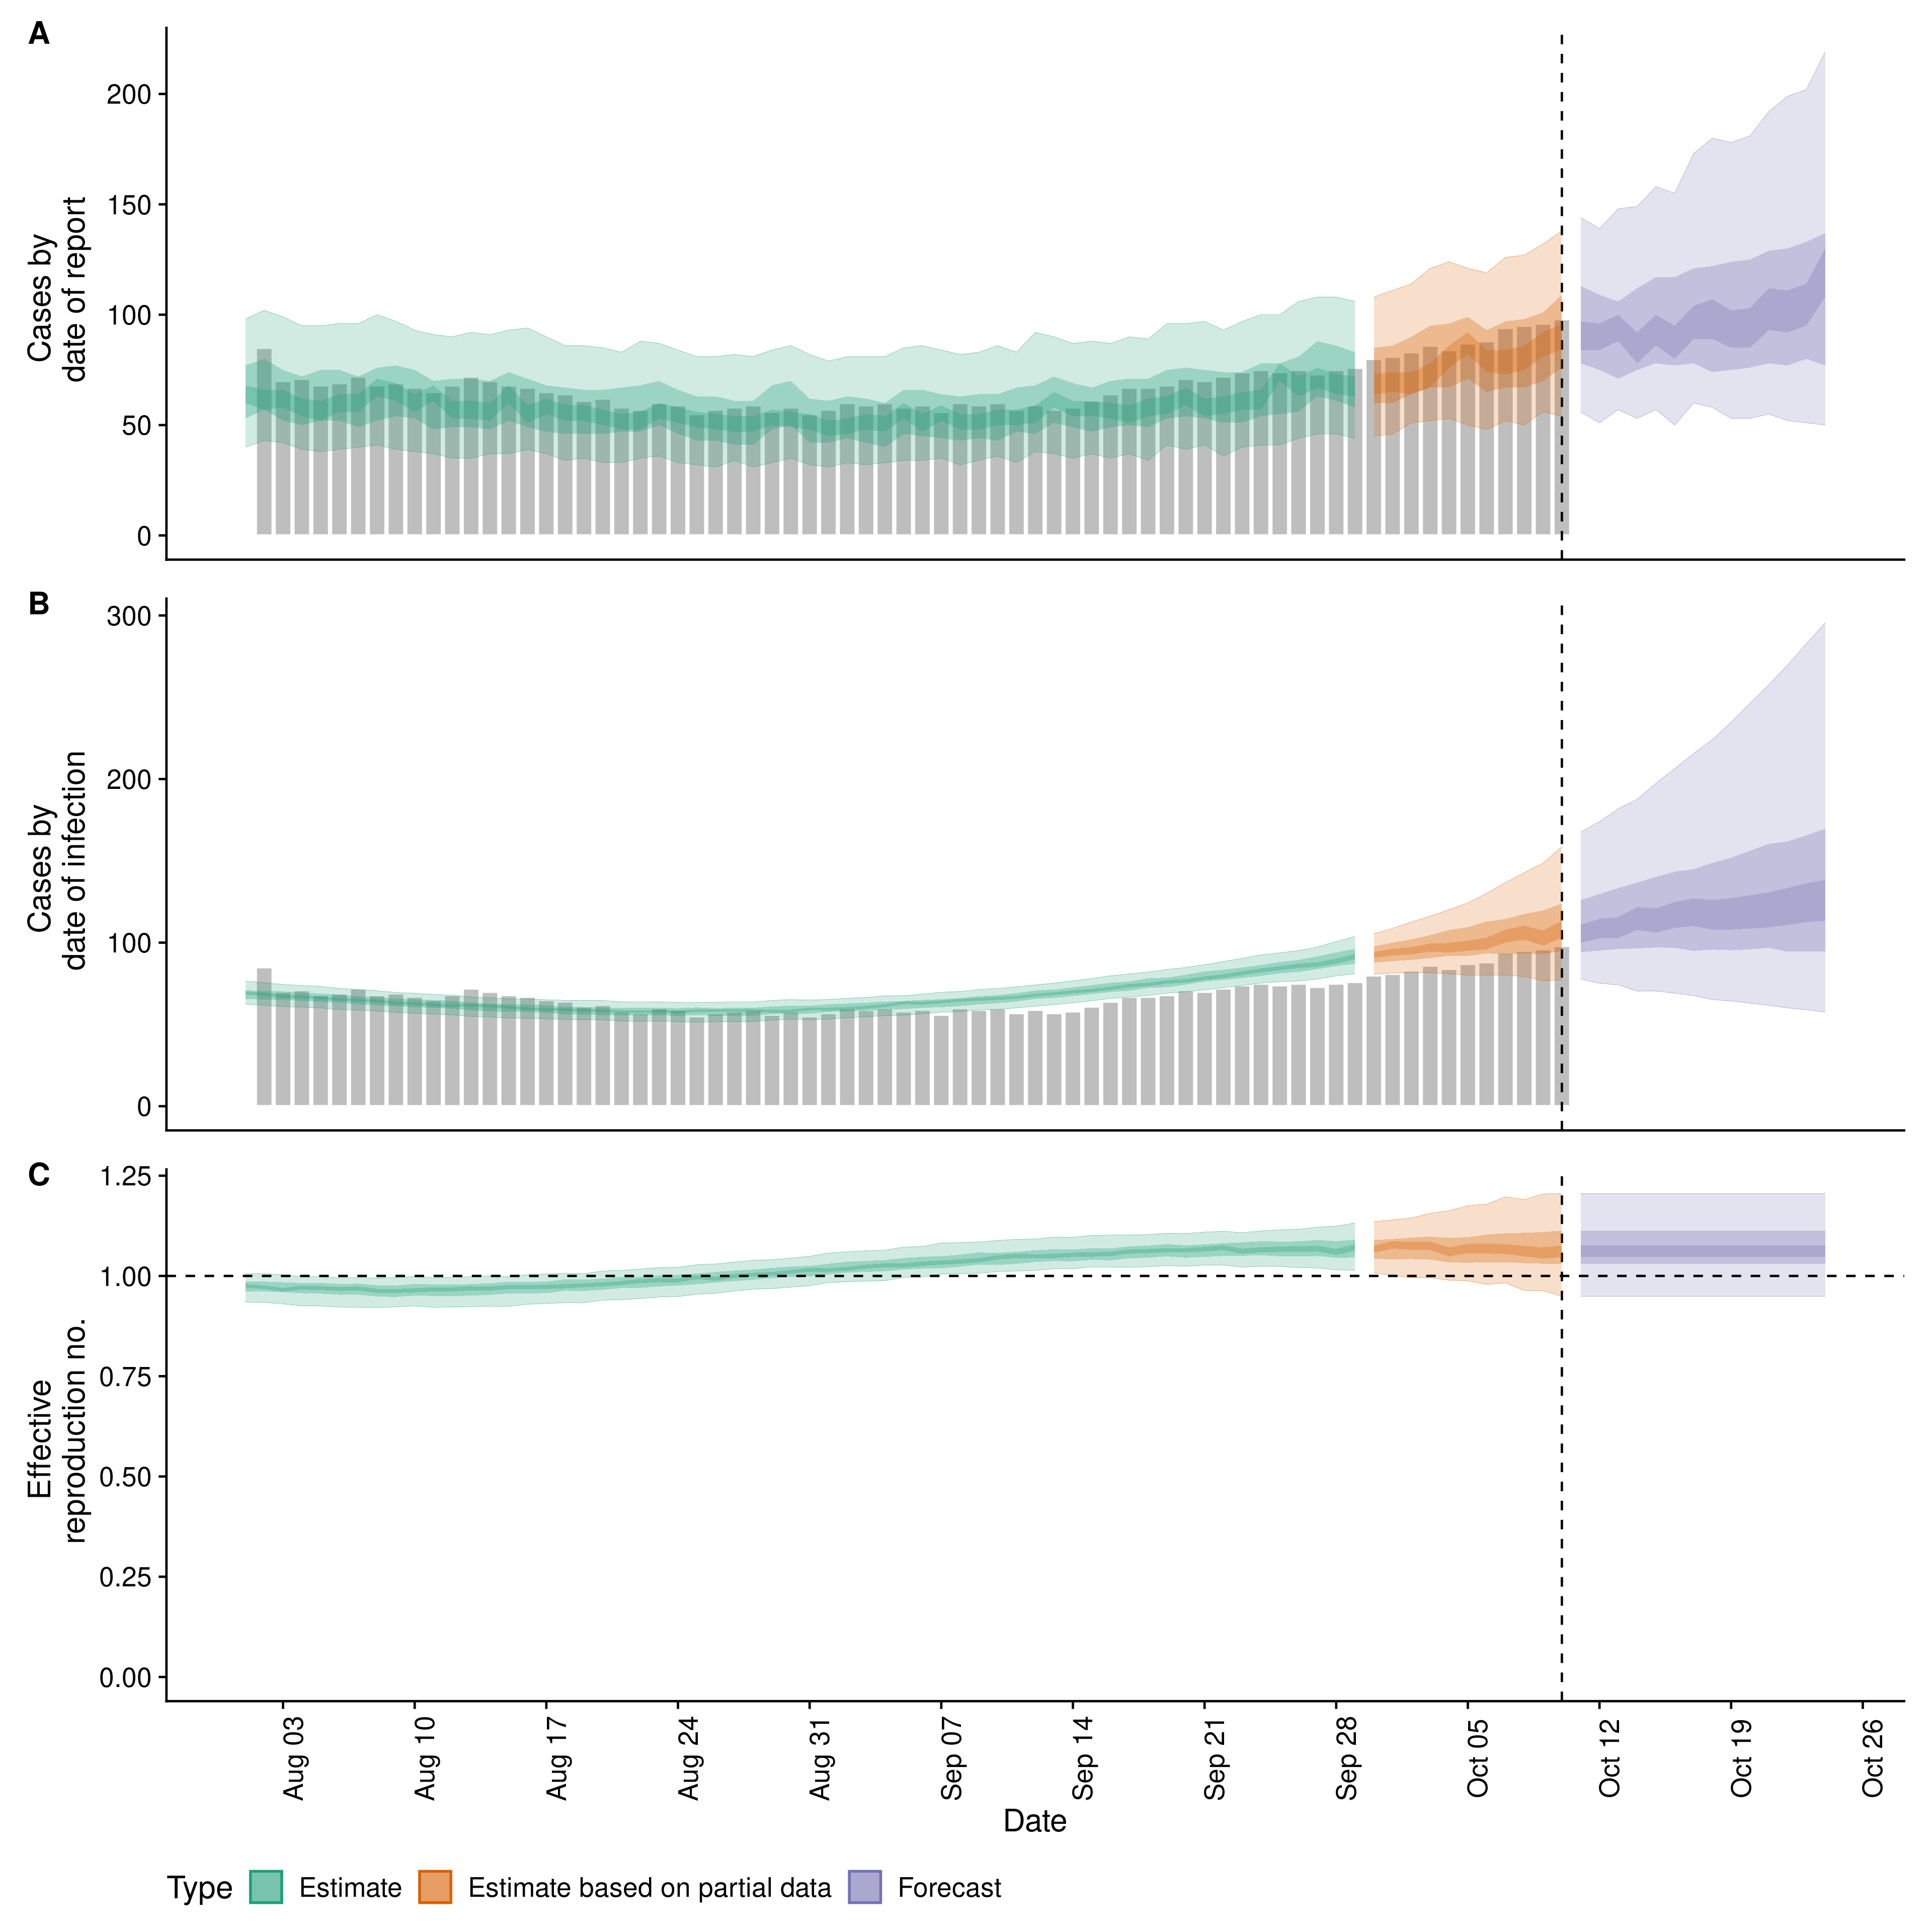 A
Cases by
date of report
200
150
100
50
0
B
Cases by
date of infection
300
200
100
0
C
Effective
reproduction no.
1.25
1.00
0.75
0.50
0.25
0.00
Aug 03
Aug 10
Aug 17
Aug 24
Aug 31
Sep 07
Sep 14
Sep 21
Sep 28
Oct 05
Oct 12
Oct 19
Oct 26
Date
Type Estimate Estimate based on partial data Forecast